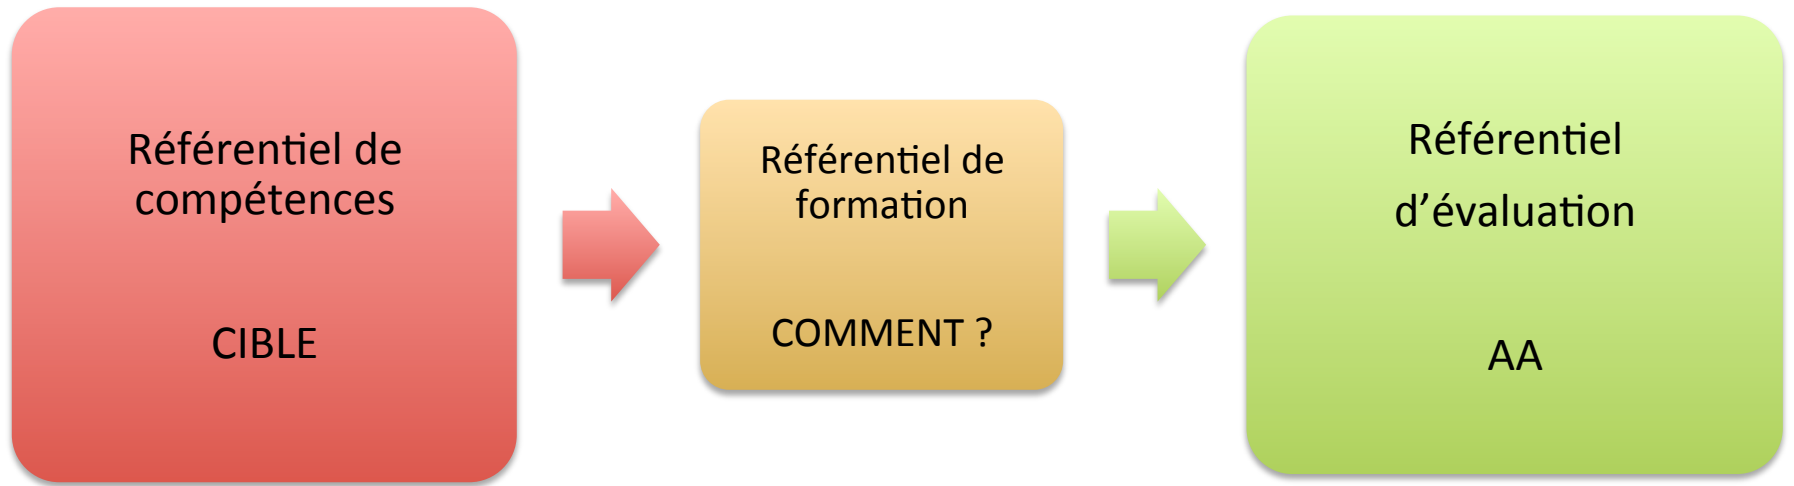 Référentiel de
compétences
CIBLE
Référentiel de
formation
COMMENT ?
Référentiel
d’évaluation
AA